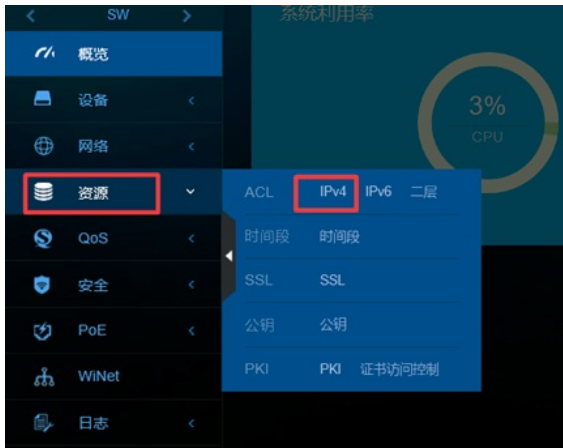 SW
系统利用率
概览
设备
3%
CPU
网络
资源
ACL IPv4 IPv6 二层
QoS
时间段 时间段
安全
SSL SSL
PoE
公钥 公钥
WiNet
PKI PKI 证书访问控制
日志